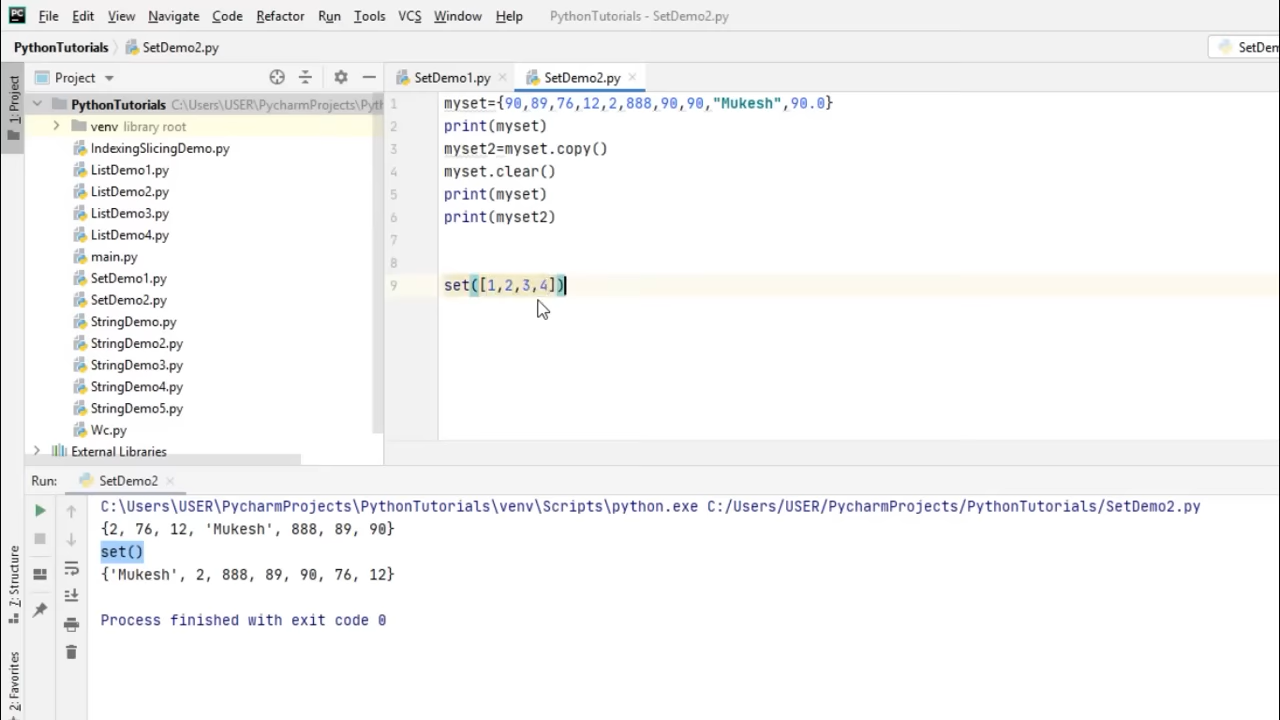 File Edit View Navigate Code Refactor Run Tools VCS Window Help PythonTutorials - SetDemo2.py
PythonTutorials SetDemo2.py
SetDem
1: Project
Project
SetDemo1.py SetDemo2.py
PythonTutorials C:\Users\USER\PycharmProjects\Pyth
venv library root
IndexingSlicingDemo.py
ListDemo1.py
ListDemo2.py
ListDemo3.py
ListDemo4.py
main.py
SetDemo1.py
SetDemo2.py
StringDemo.py
StringDemo2.py
StringDemo3.py
StringDemo4.py
StringDemo5.py
Wc.py
External Libraries
1 myset={90,89,76,12,2,888,90,90,"Mukesh",90.0}
2 print(myset)
3 myset2=myset.copy()
4 myset.clear()
5 print(myset)
6 print(myset2)
7
8
9 set([1,2,3,4])
Run: SetDemo2
C:\Users\USER\PycharmProjects\PythonTutorials\venv\Scripts\python.exe C:/Users/USER/PycharmProjects/PythonTutorials/SetDemo2.py
{2, 76, 12, 'Mukesh', 888, 89, 90}
set()
{'Mukesh', 2, 888, 89, 90, 76, 12}
Process finished with exit code 0
7: Structure
2: Favorites